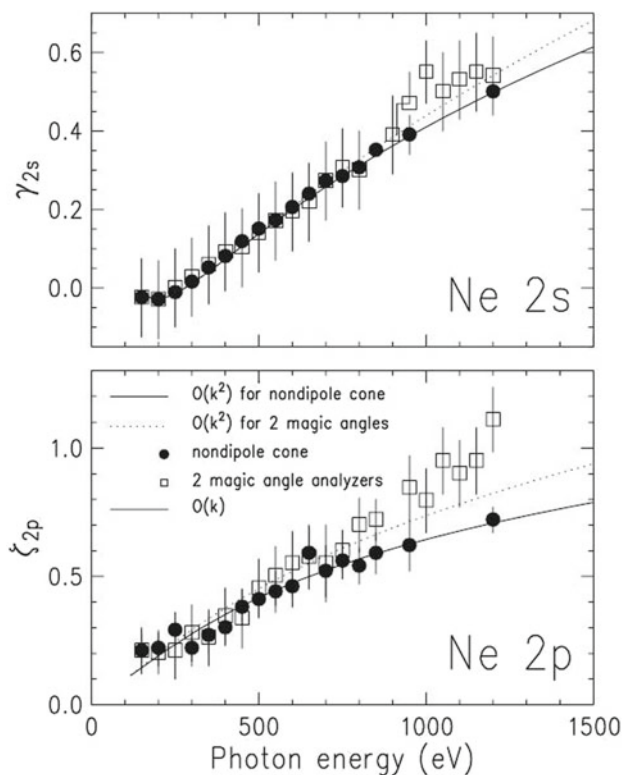 0.6
0.4
0.2
0.0
γ2s
Ne 2s
O(k²) for nondipole cone
O(k²) for 2 magic angles
nondipole cone
2 magic angle analyzers
O(k)
1.0
0.5
0.0
ζ2p
Ne 2p
0 500 1000 1500
Photon energy (eV)